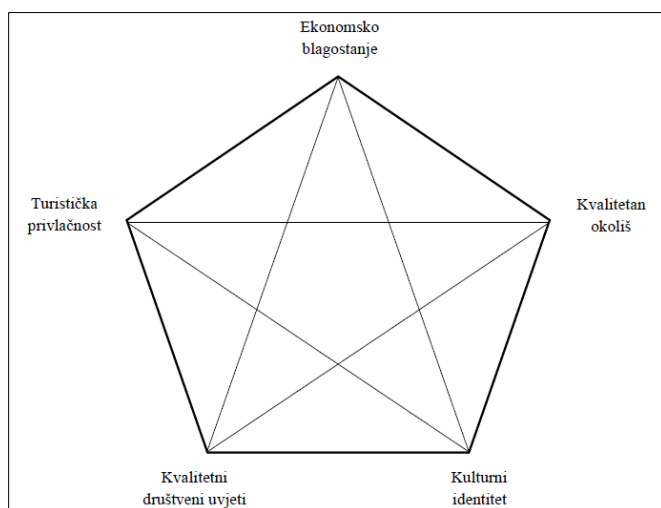 Ekonomsko
blagostanje
Turistička
privlačnost
Kvalitetan
okoliš
Kvalitetni
društveni uvjeti
Kulturni
identitet